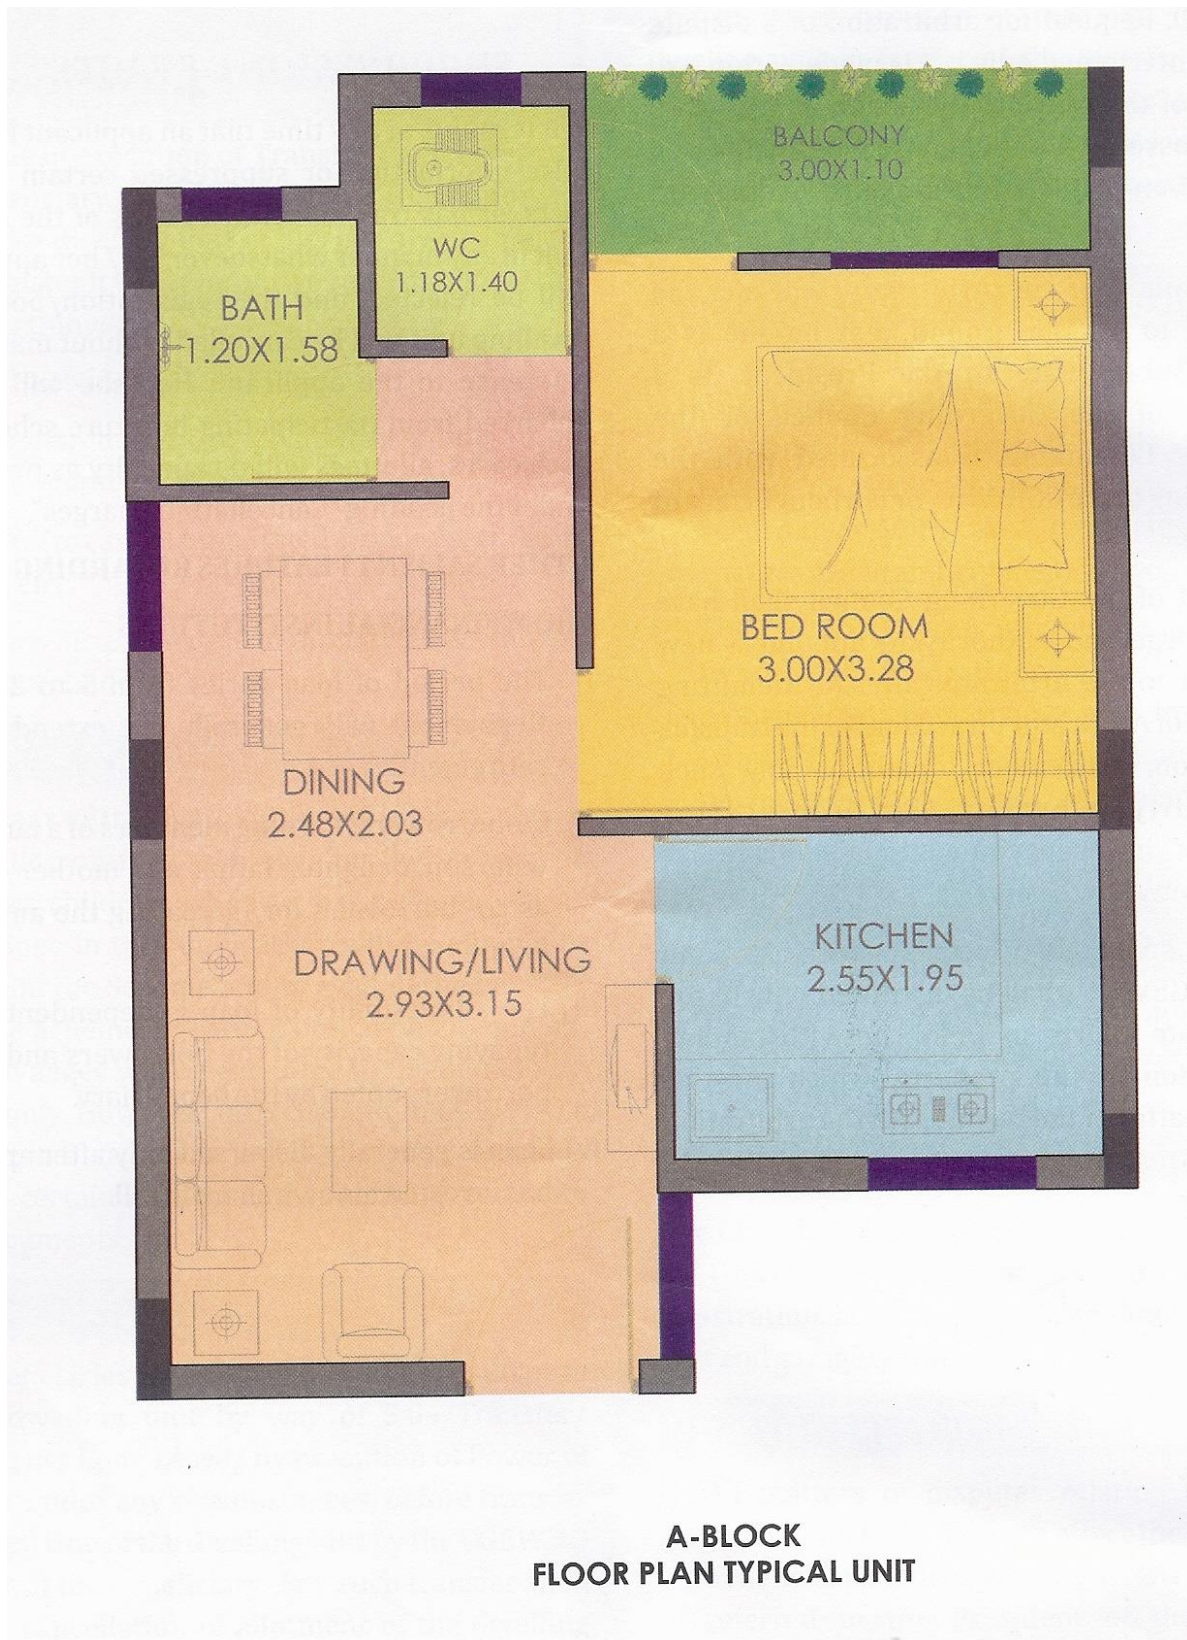 BALCONY
3.00X1.10
WC
1.18X1.40
BATH
1.20X1.58
BED ROOM
3.00X3.28
DINING
2.48X2.03
KITCHEN
2.55X1.95
DRAWING/LIVING
2.93X3.15
A-BLOCK
FLOOR PLAN TYPICAL UNIT